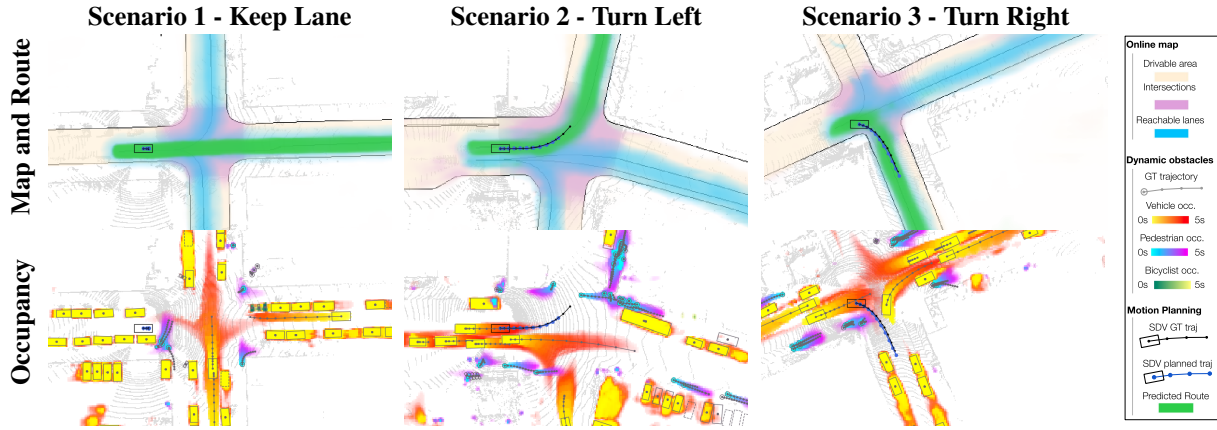 Scenario 1 - Keep Lane
Scenario 2 - Turn Left
Scenario 3 - Turn Right
Map and Route
Occupancy
Online map
Drivable area
Intersections
Reachable lanes
Dynamic obstacles
GT trajectory
Vehicle occ.
0s 5s
Pedestrian occ.
0s 5s
Bicyclist occ.
0s 5s
Motion Planning
SDV GT traj
SDV planned traj
Predicted Route